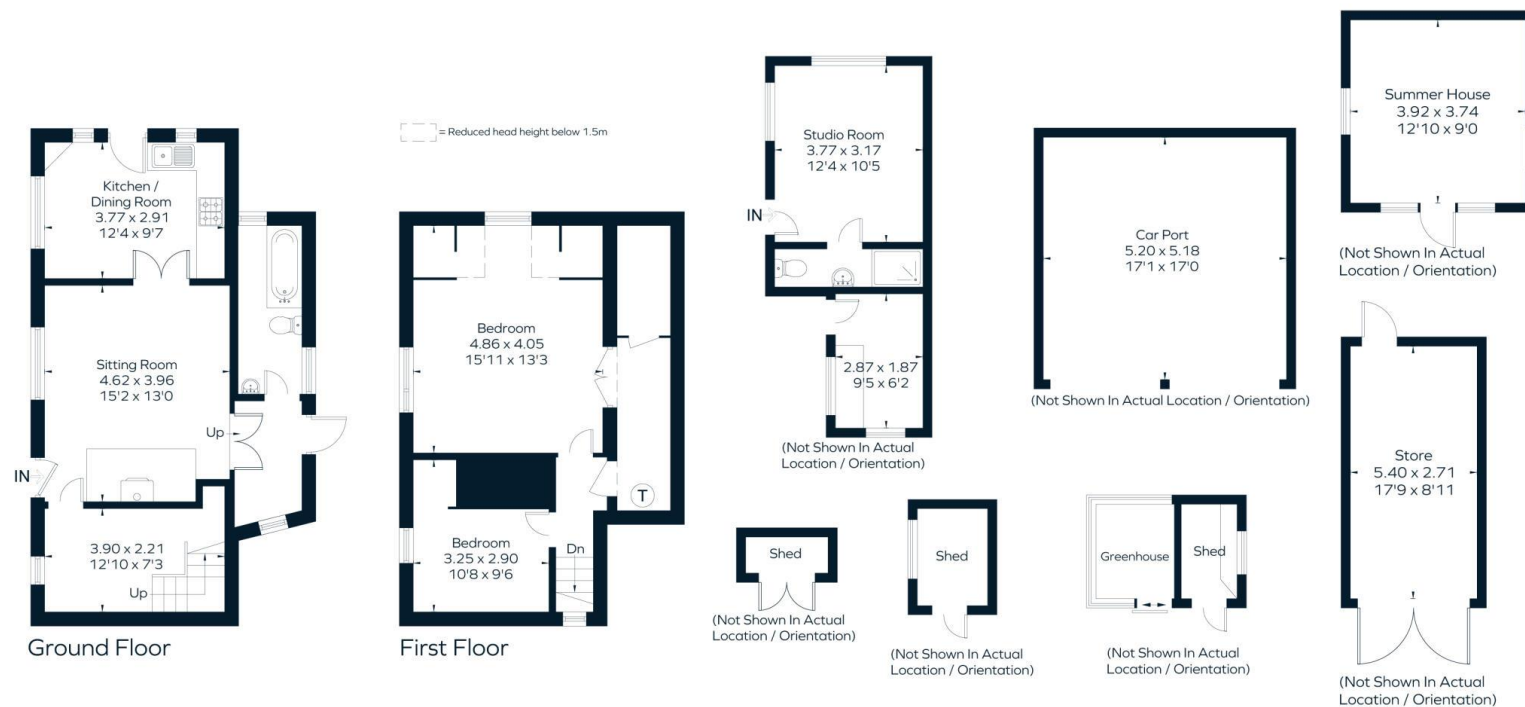 Kitchen /
Dining Room
3.77 x 2.91
12'4 x 9'7
Sitting Room
4.62 x 3.96
15'2 x 13'0
Up
IN
3.90 x 2.21
12'10 x 7'3
Up
Ground Floor
= Reduced head height below 1.5m
Bedroom
4.86 x 4.05
15'11 x 13'3
T
Bedroom
3.25 x 2.90
10'8 x 9'6
Dn
First Floor
Studio Room
3.77 x 3.17
12'4 x 10'5
IN
2.87 x 1.87
9'5 x 6'2
(Not Shown In Actual
Location / Orientation)
Car Port
5.20 x 5.18
17'1 x 17'0
(Not Shown In Actual Location / Orientation)
Summer House
3.92 x 3.74
12'10 x 9'0
(Not Shown In Actual
Location / Orientation)
Shed
(Not Shown In Actual
Location / Orientation)
Shed
(Not Shown In Actual
Location / Orientation)
Greenhouse
Shed
(Not Shown In Actual
Location / Orientation)
Store
5.40 x 2.71
17'9 x 8'11
(Not Shown In Actual
Location / Orientation)